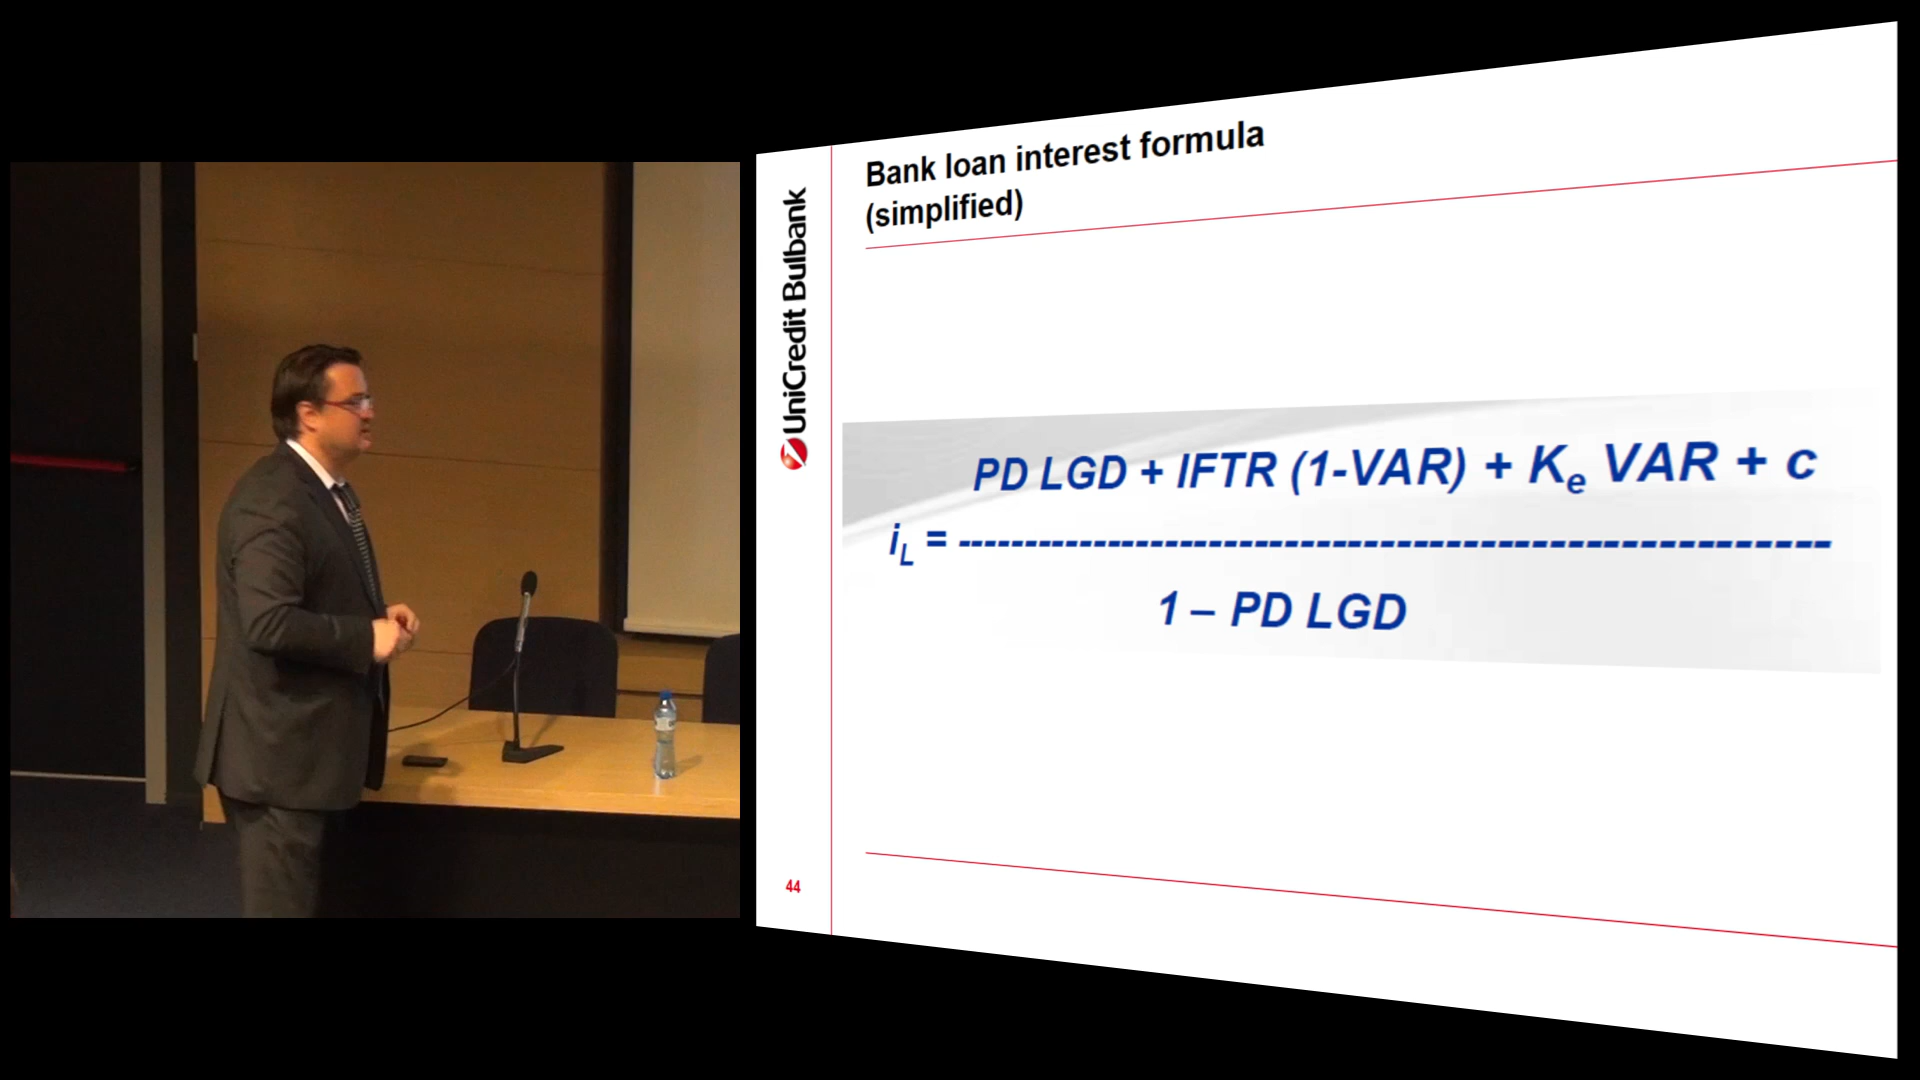 Bank loan interest formula
(simplified)
UniCredit Bulbank
PD LGD + IFTR (1-VAR) + Ke VAR + c
iL = -------------------------------------------------------------------
1 – PD LGD
44